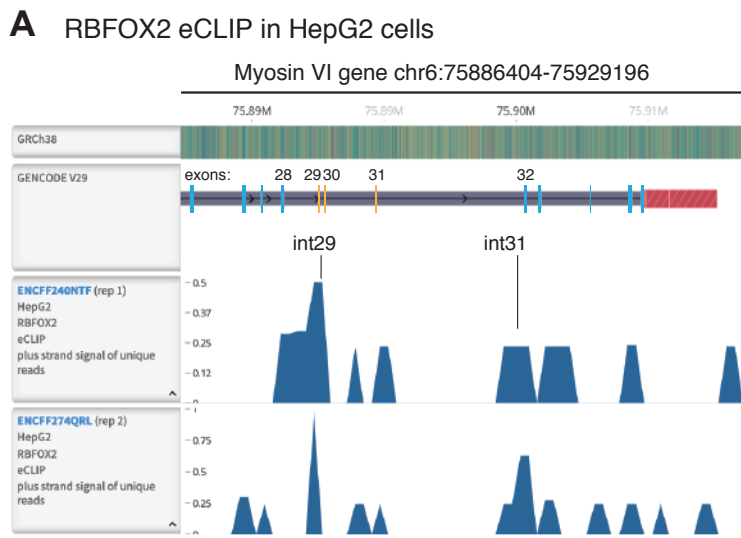 A RBFOX2 eCLIP in HepG2 cells
Myosin VI gene chr6:75886404-75929196
75.89M 75.89M 75.90M 75.91M
GRCh38
GENCODE V29
exons: 28 29 30 31 32
int29 int31
ENCFF240NTF (rep 1)
HepG2
RBFOX2
eCLIP
plus strand signal of unique
reads
0.5
0.37
0.25
0.12
ENCFF274QRL (rep 2)
HepG2
RBFOX2
eCLIP
plus strand signal of unique
reads
1
0.75
0.5
0.25
0